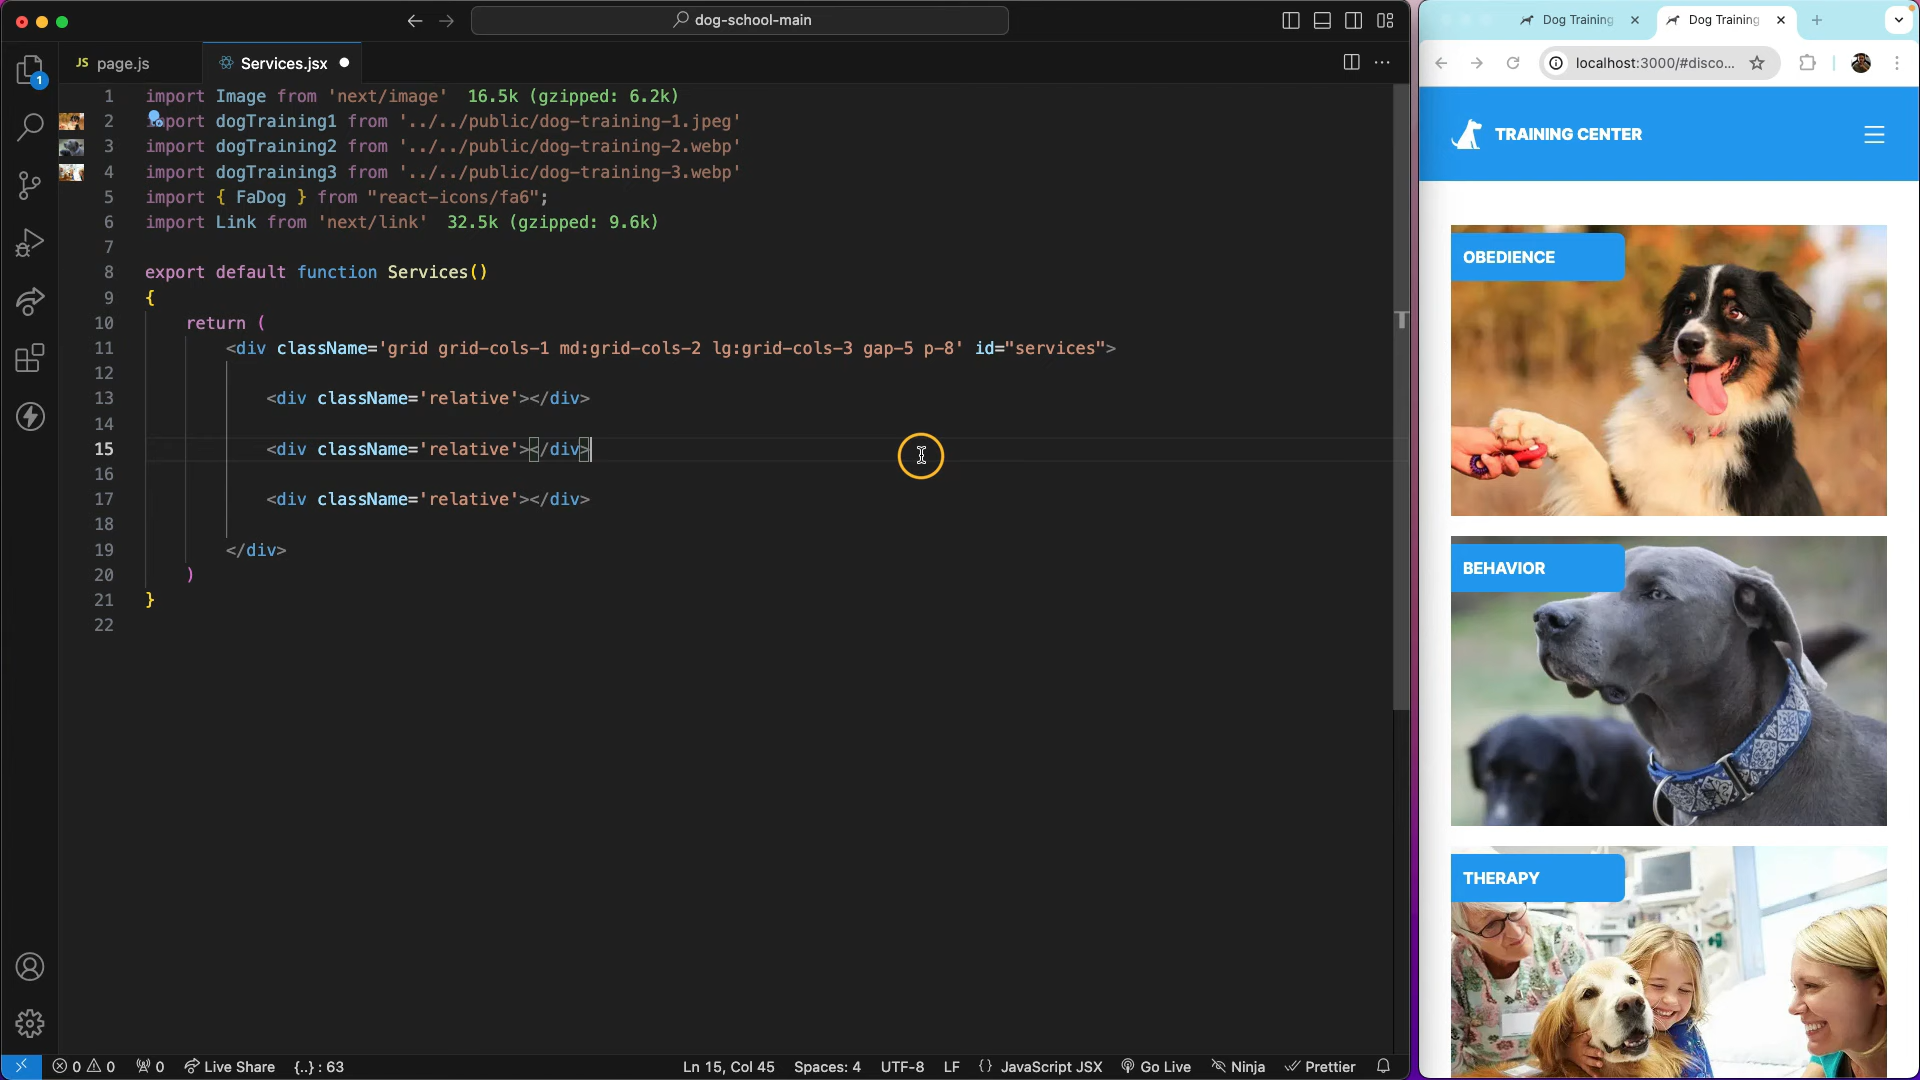 dog-school-main
JS page.js
Services.jsx
1 import Image from 'next/image' 16.5k (gzipped: 6.2k)
2 import dogTraining1 from '../../public/dog-training-1.jpeg'
3 import dogTraining2 from '../../public/dog-training-2.webp'
4 import dogTraining3 from '../../public/dog-training-3.webp'
5 import { FaDog } from "react-icons/fa6";
6 import Link from 'next/link' 32.5k (gzipped: 9.6k)
7
8 export default function Services()
9 {
10 return (
11 <div className='grid grid-cols-1 md:grid-cols-2 lg:grid-cols-3 gap-5 p-8' id="services">
12
13 <div className='relative'></div>
14
15 <div className='relative'></div>
16
17 <div className='relative'></div>
18
19 </div>
20 )
21 }
22
1
0 0 0 Live Share {..} : 63
Ln 15, Col 45 Spaces: 4 UTF-8 LF {} JavaScript JSX Go Live Ninja Prettier
Dog Training
Dog Training
localhost:3000/#disco...
TRAINING CENTER
OBEDIENCE
BEHAVIOR
THERAPY